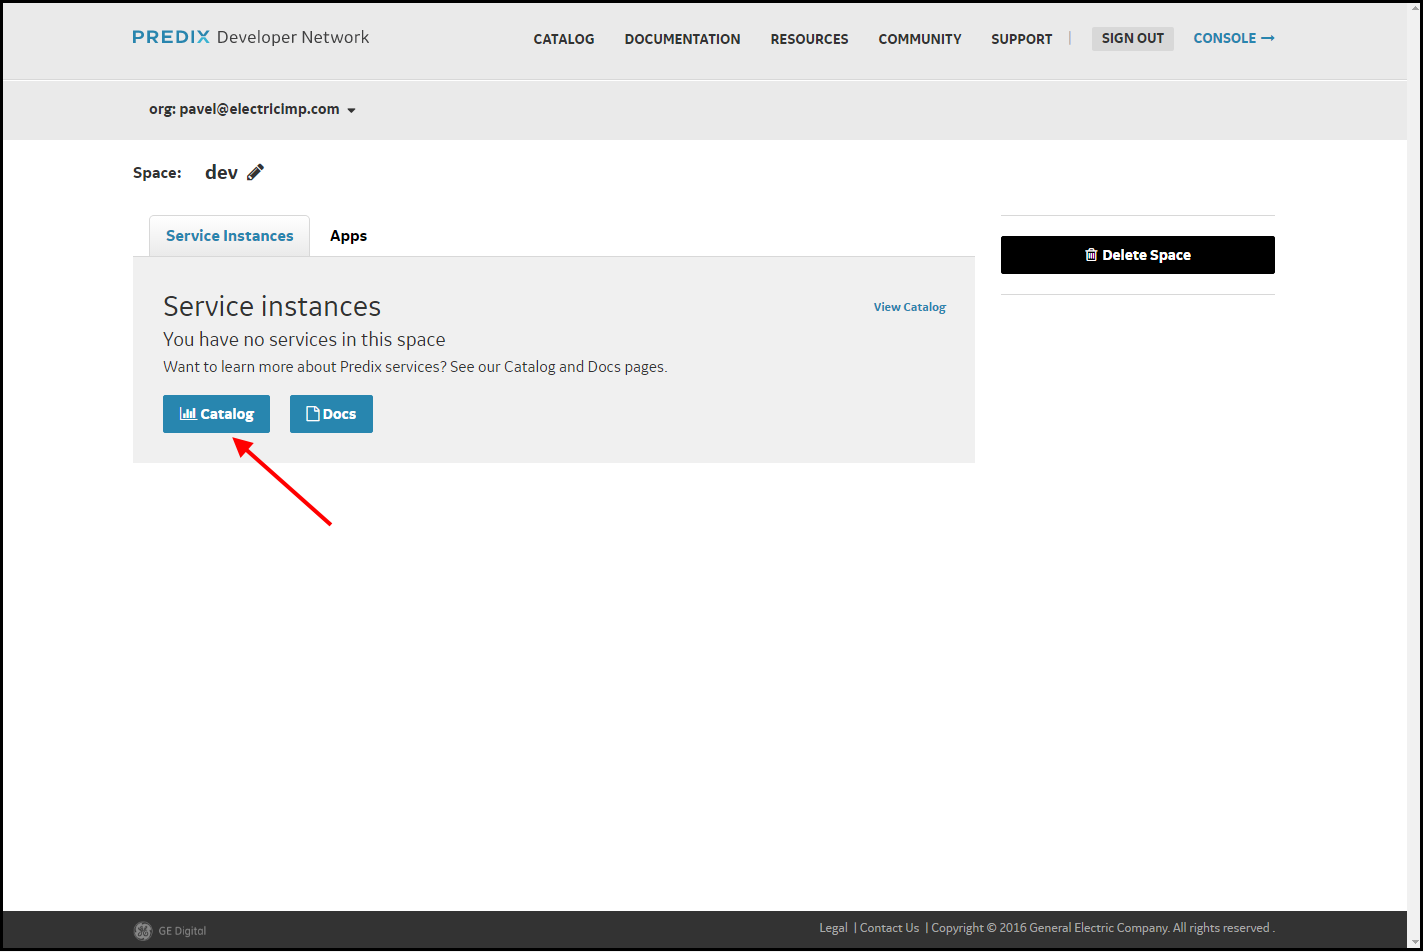 PREDIX Developer Network
CATALOG DOCUMENTATION RESOURCES COMMUNITY SUPPORT | SIGN OUT CONSOLE →
org: pavel@electricimp.com
Space: dev
Service Instances Apps
Delete Space
Service instances
View Catalog
You have no services in this space
Want to learn more about Predix services? See our Catalog and Docs pages.
Catalog Docs
GE Digital
Legal | Contact Us | Copyright © 2016 General Electric Company. All rights reserved .